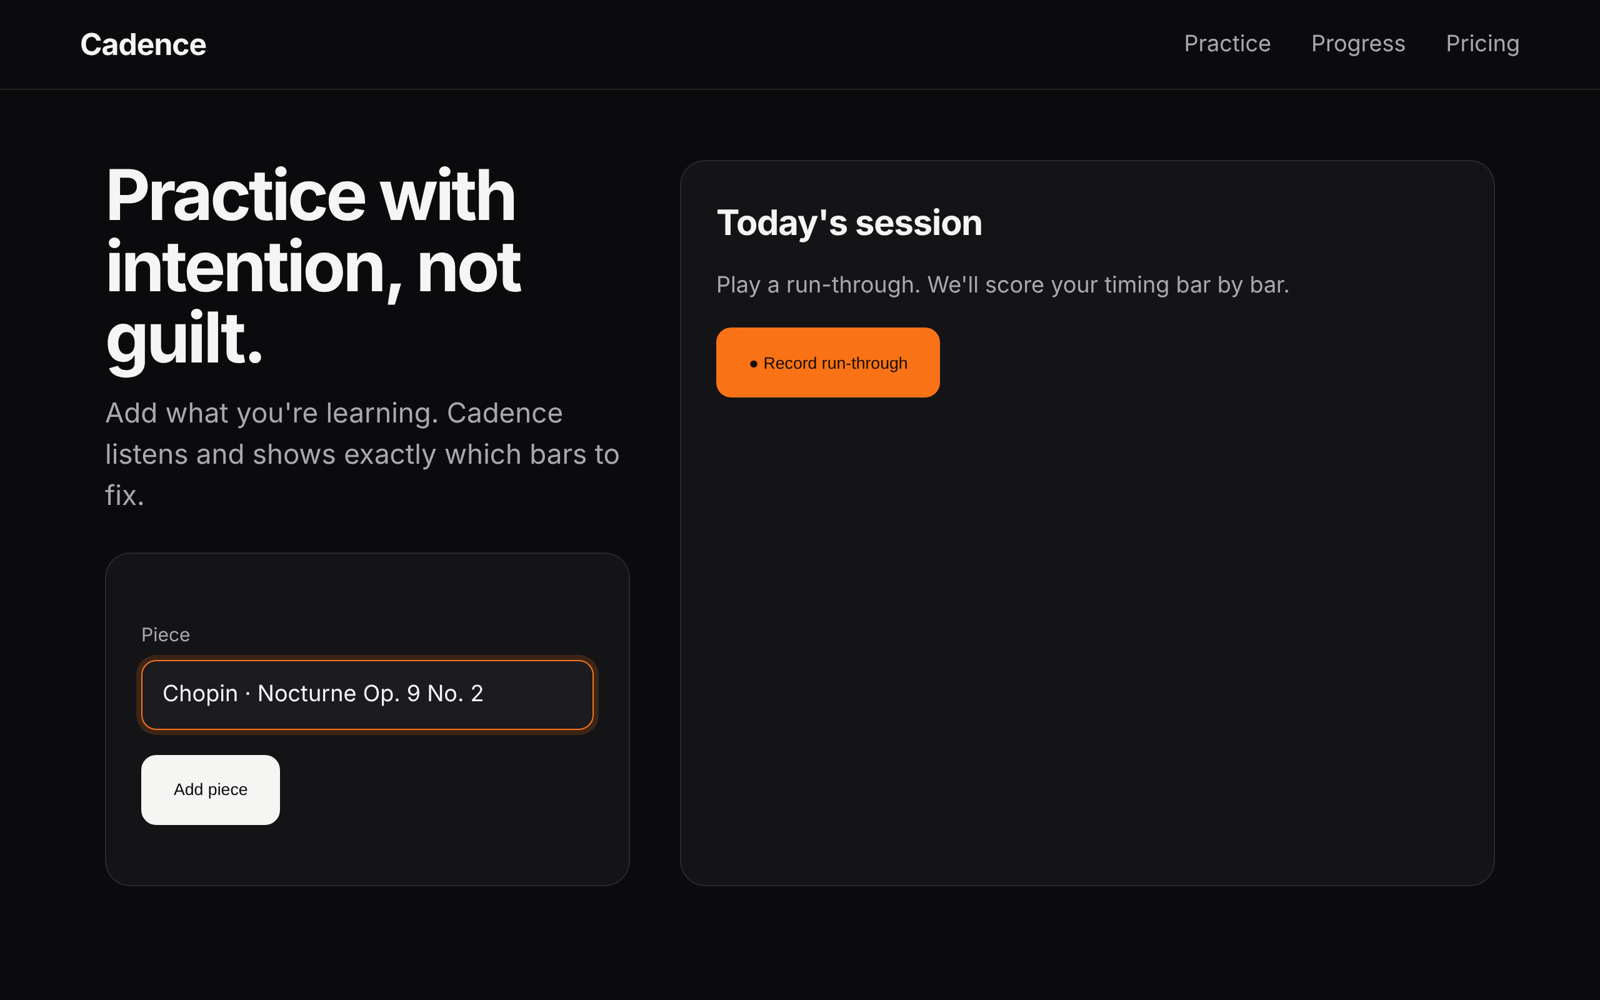 Cadence
Practice
Progress
Pricing
Practice with
intention, not
guilt.
Add what you're learning. Cadence
listens and shows exactly which bars to
fix.
Piece
Chopin · Nocturne Op. 9 No. 2
Add piece
Today's session
Play a run-through. We'll score your timing bar by bar.
● Record run-through